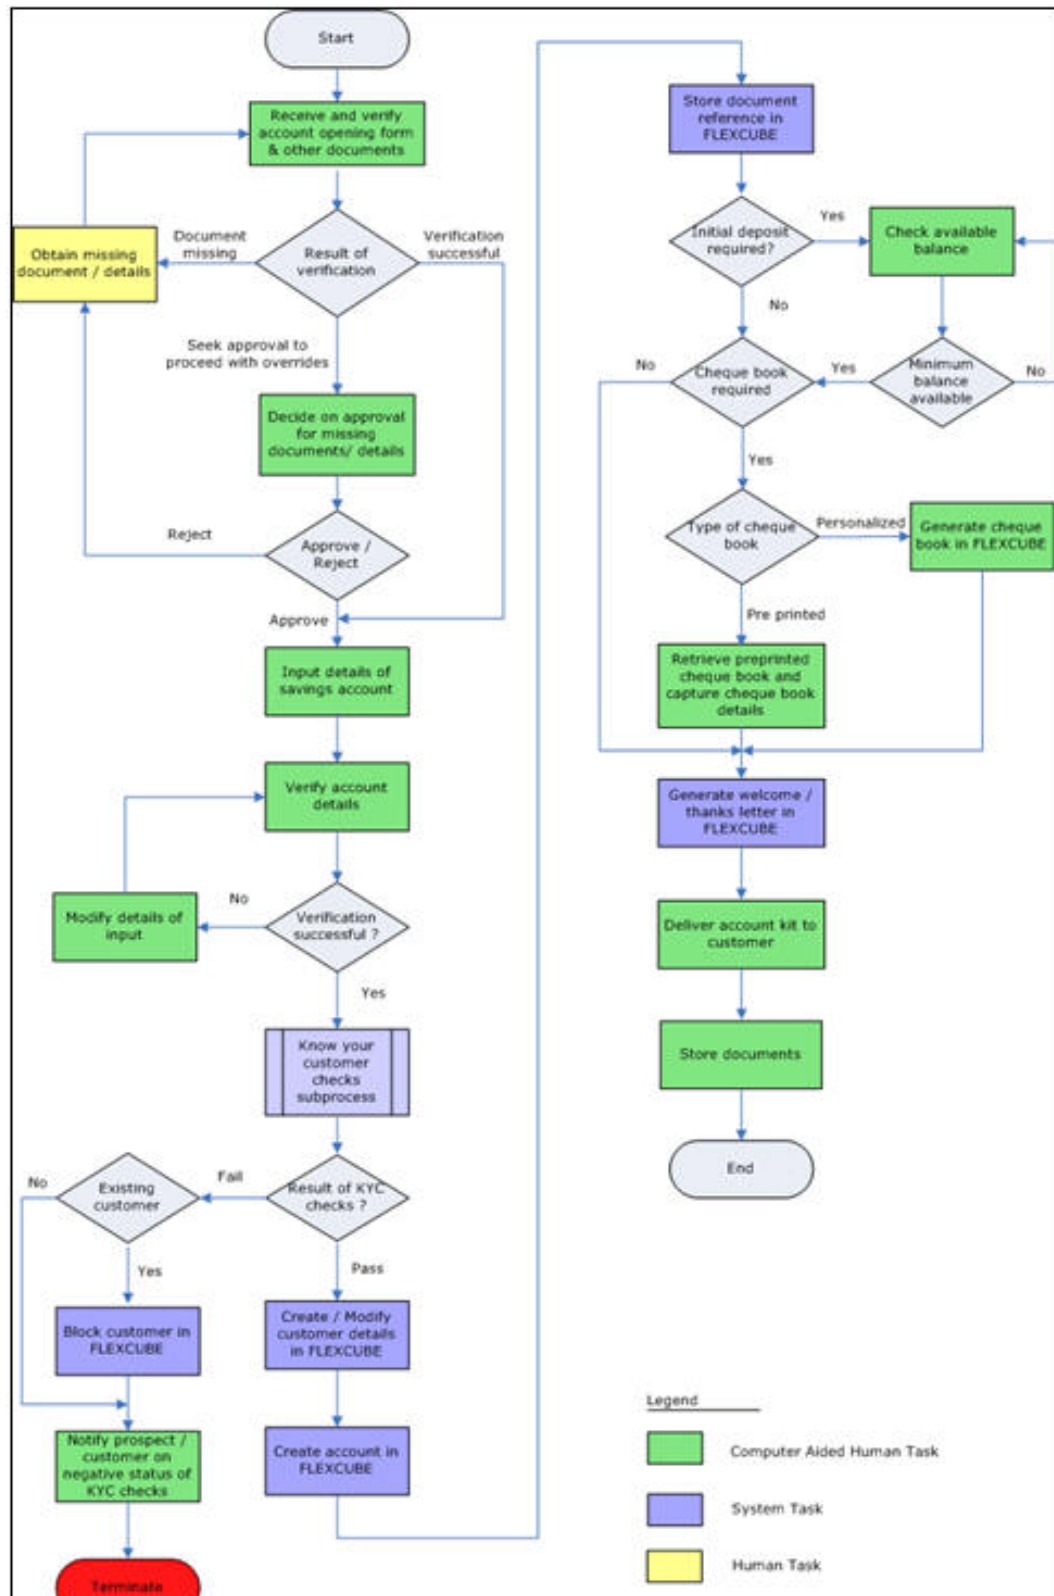 Start
Receive and verify
account opening form
& other documents
Document
missing
Verification
successful
Result of
verification
Obtain missing
document / details
Seek approval to
proceed with overrides
Decide on approval
for missing
documents/ details
Reject
Approve /
Reject
Approve
Input details of
savings account
Verify account
details
No
Modify details of
input
Verification
successful ?
Yes
Know your
customer
checks
subprocess
No
Existing
customer
Fail
Result of KYC
checks ?
Yes
Pass
Block customer in
FLEXCUBE
Create / Modify
customer details
in FLEXCUBE
Notify prospect /
customer on
negative status of
KYC checks
Create account in
FLEXCUBE
Terminate
Store document
reference in
FLEXCUBE
Initial deposit
required?
Yes
Check available
balance
No
No
Cheque book
required
Yes
Minimum
balance
available
No
Yes
Type of cheque
book
Personalized
Generate cheque
book in FLEXCUBE
Pre printed
Retrieve preprinted
cheque book and
capture cheque book
details
Generate welcome /
thanks letter in
FLEXCUBE
Deliver account kit to
customer
Store documents
End
Legend
Computer Aided Human Task
System Task
Human Task